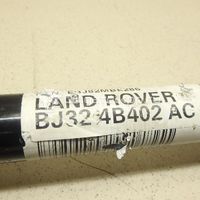 LAND ROVER
BJ32 4B402 AC